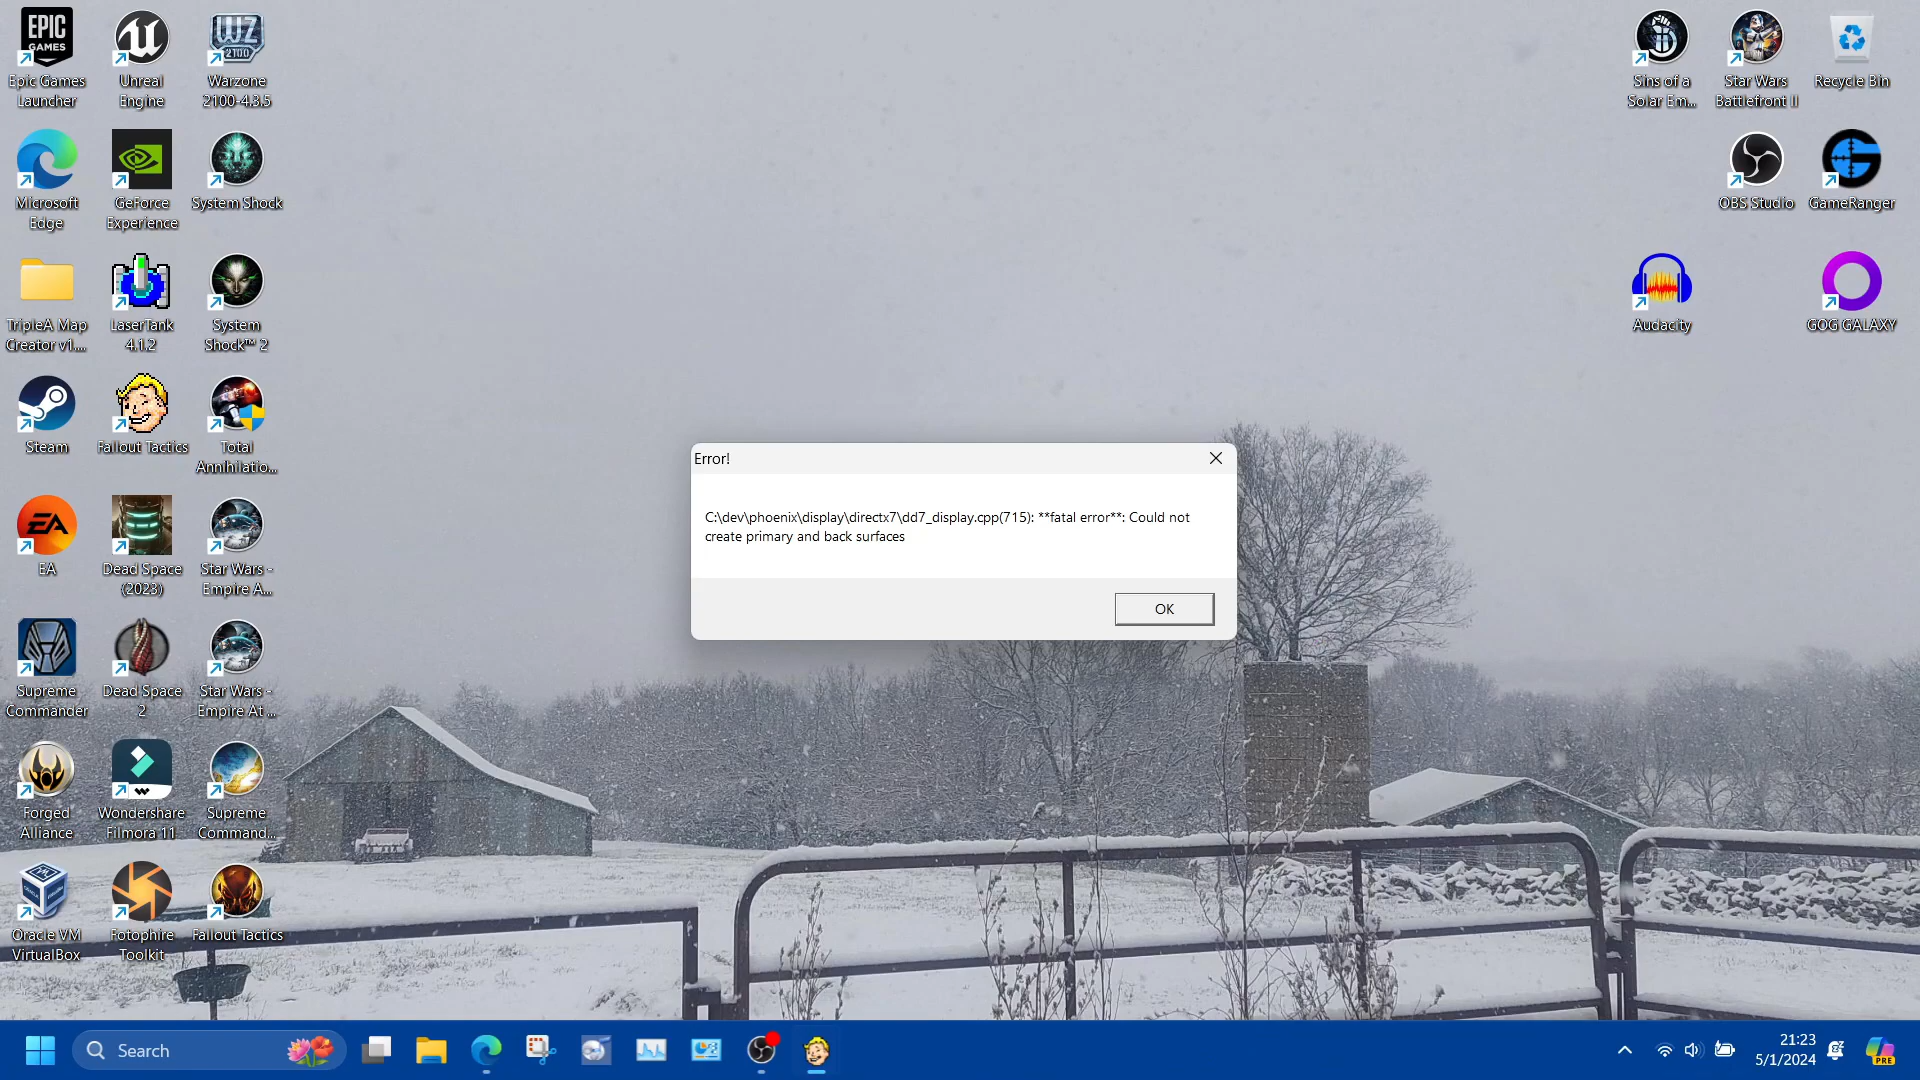 EPIC
GAMES
Epic Games
Launcher
Unreal
Engine
WZ
2100
Warzone
2100-4.3.5
Sins of a
Solar Em...
Star Wars
Battlefront II
Recycle Bin
Microsoft
Edge
GeForce
Experience
System Shock
OBS Studio
GameRanger
TripleA Map
Creator v1....
LaserTank
4.1.2
System
Shock™ 2
Audacity
GOG GALAXY
Steam
Fallout Tactics
Total
Annihilatio...
Error!
C:\dev\phoenix\display\directx7\dd7_display.cpp(715): **fatal error**: Could not
create primary and back surfaces
OK
EA
EA
Dead Space
(2023)
Star Wars -
Empire A...
Supreme
Commander
Dead Space
2
Star Wars -
Empire At ...
Forged
Alliance
Wondershare
Filmora 11
Supreme
Command...
Oracle VM
VirtualBox
Fotophire
Toolkit
Fallout Tactics
Search
21:23
5/1/2024
PRE